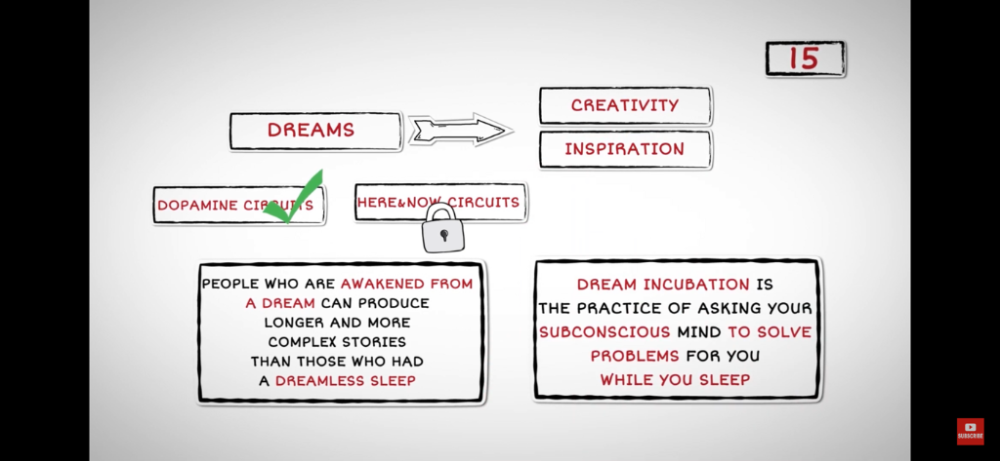 15
DREAMS
CREATIVITY
INSPIRATION
DOPAMINE CIRCUITS
HERE&NOW CIRCUITS
PEOPLE WHO ARE AWAKENED FROM
A DREAM CAN PRODUCE
LONGER AND MORE
COMPLEX STORIES
THAN THOSE WHO HAD
A DREAMLESS SLEEP
DREAM INCUBATION IS
THE PRACTICE OF ASKING YOUR
SUBCONSCIOUS MIND TO SOLVE
PROBLEMS FOR YOU
WHILE YOU SLEEP
SUBSCRIBE